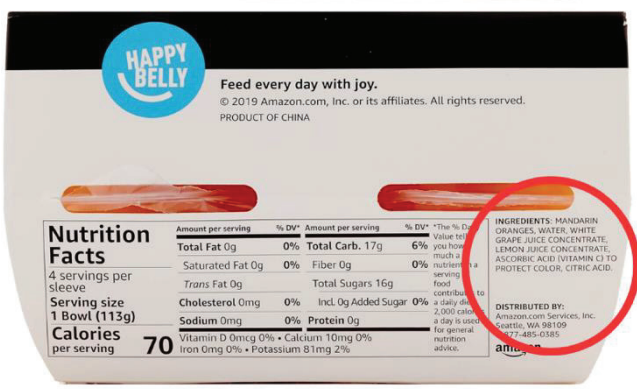 HAPPY
BELLY
Feed every day with joy.
© 2019 Amazon.com, Inc. or its affiliates. All rights reserved.
PRODUCT OF CHINA
Nutrition
Facts
4 servings per
sleeve
Serving size
1 Bowl (113g)
Calories
per serving 70
Amount per serving % DV*
Total Fat 0g 0%
Saturated Fat 0g 0%
Trans Fat 0g
Cholesterol 0mg 0%
Sodium 0mg 0%
Amount per serving % DV*
Total Carb. 17g 6%
Fiber 0g 0%
Total Sugars 16g
Incl. 0g Added Sugar 0%
Protein 0g
Vitamin D 0mcg 0% • Calcium 10mg 0%
Iron 0mg 0% • Potassium 81mg 2%
*The % Da
Value tell
you how
much a
nutrient
serving
food
contribu to
a daily die
2,000 calor
a day is used
for general
nutrition
advice.
INGREDIENTS: MANDARIN
ORANGES, WATER, WHITE
GRAPE JUICE CONCENTRATE,
LEMON JUICE CONCENTRATE,
ASCORBIC ACID (VITAMIN C) TO
PROTECT COLOR, CITRIC ACID.
DISTRIBUTED BY:
Amazon.com Services, Inc.
Seattle, WA 98109
877-485-0385
amazon